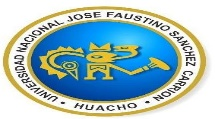 UNIVERSIDAD NACIONAL JOSE FAUSTINO SANCHEZ CARRION
• HUACHO •